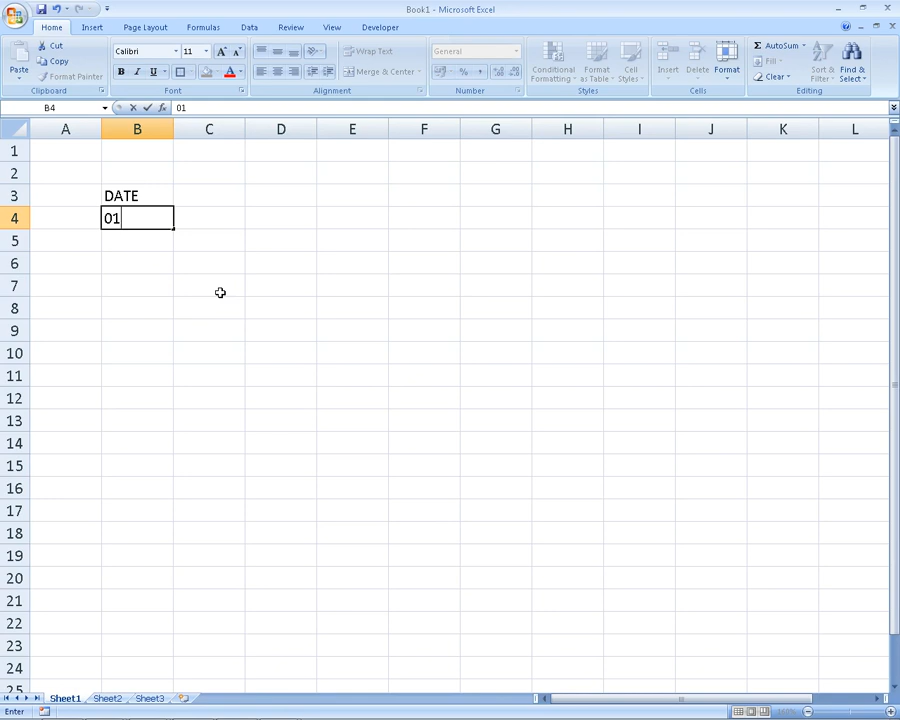 Book1 - Microsoft Excel
Home Insert Page Layout Formulas Data Review View Developer
Paste
Cut
Copy
Format Painter
Clipboard
Calibri 11
B I U
Font
Wrap Text
Merge & Center
Alignment
General
Number
Conditional Formatting
Format as Table
Cell Styles
Styles
Insert Delete Format
Cells
AutoSum
Fill
Clear
Sort & Filter
Find & Select
Editing
B4 fx 01
A B C D E F G H I J K L
1
2
3 DATE
4 01
5
6
7
8
9
10
11
12
13
14
15
16
17
18
19
20
21
22
23
24
25
Sheet1 Sheet2 Sheet3
Enter